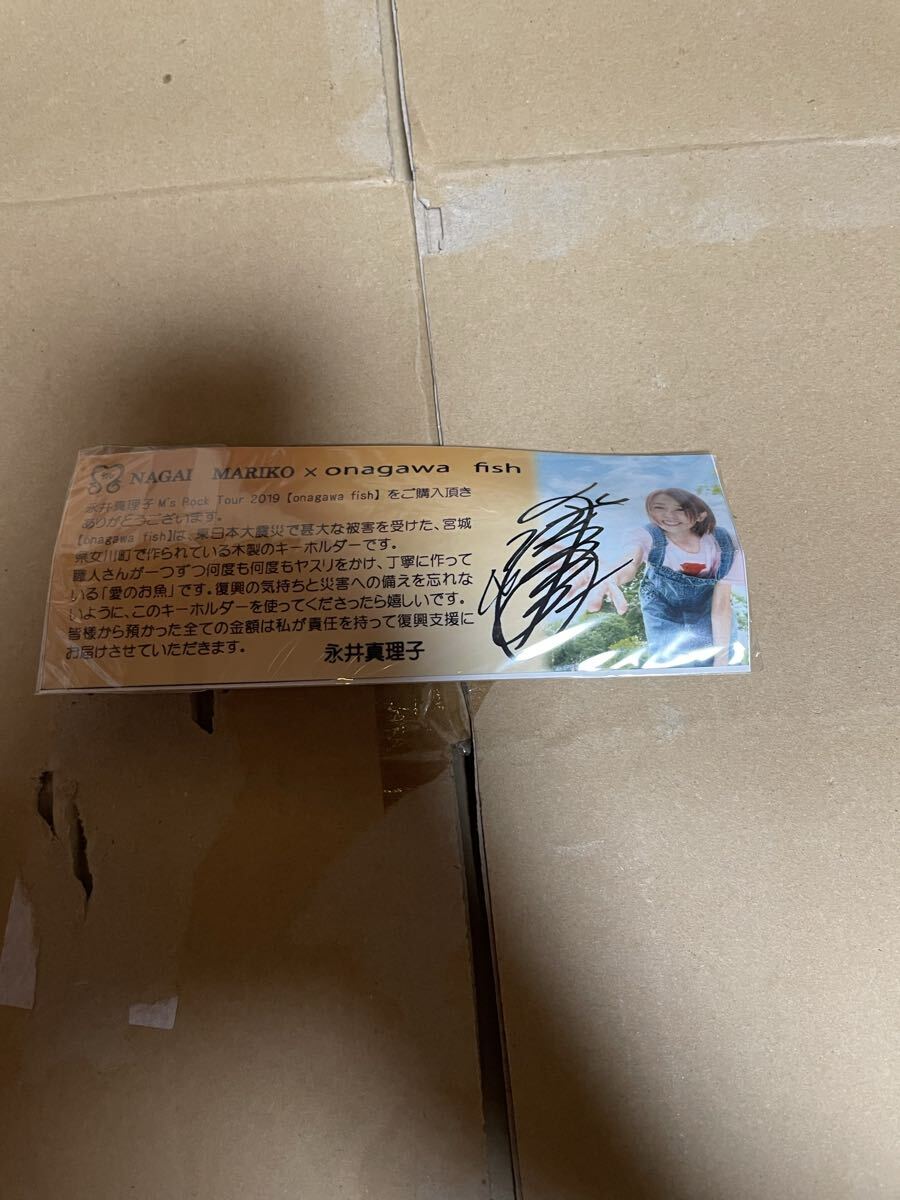 NAGAI MARIKO × onagawa fish
永井真理子 M's Rock Tour 2019【onagawa fish】をご購入頂き
ありがとうございます。
【onagawa fish】は、東日本大震災で甚大な被害を受けた、宮城
県女川町で作られている木製のキーホルダーです。
職人さんが一つずつ何度も何度もヤスリをかけ、丁寧に作って
いる「愛のお魚」です。復興の気持ちと災害への備えを忘れな
いように、このキーホルダーを使ってくださったら嬉しいです。
皆様から預かった全ての金額は私が責任を持って復興支援に
お届けさせていただきます。
永井真理子